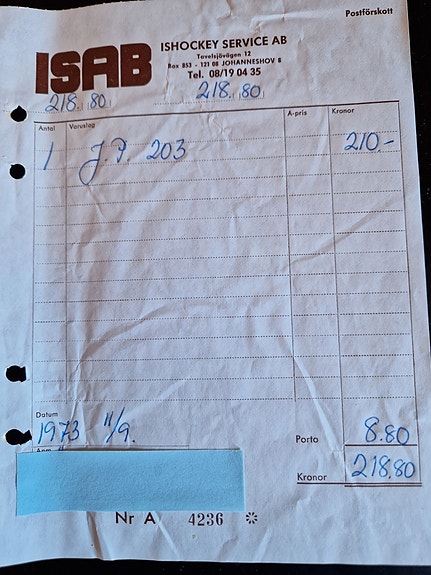 Postförskott
ISAB
ISHOCKEY SERVICE AB
Tavelsjövägen 12
Box 853 - 121 08 JOHANNESHOV 8
Tel. 08/19 04 35
218.80 218.80
Antal Varuslag A-pris Kronor
1 J.P. 203 210.-
Datum
1973 11/9.
Porto 8.80
Kronor 218.80
Nr A 4236